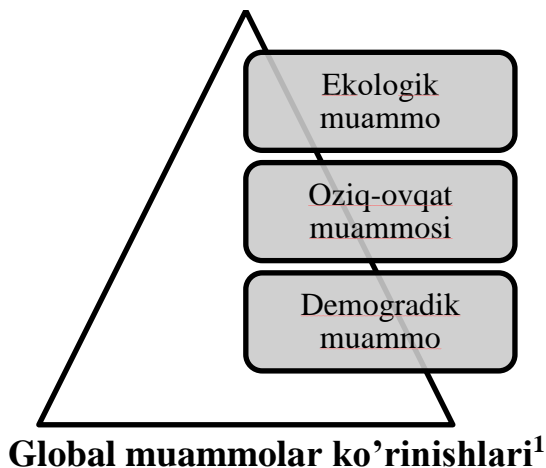 Ekologik
muammo
Oziq-ovqat
muammosi
Demogradik
muammo
Global muammolar ko’rinishlari¹